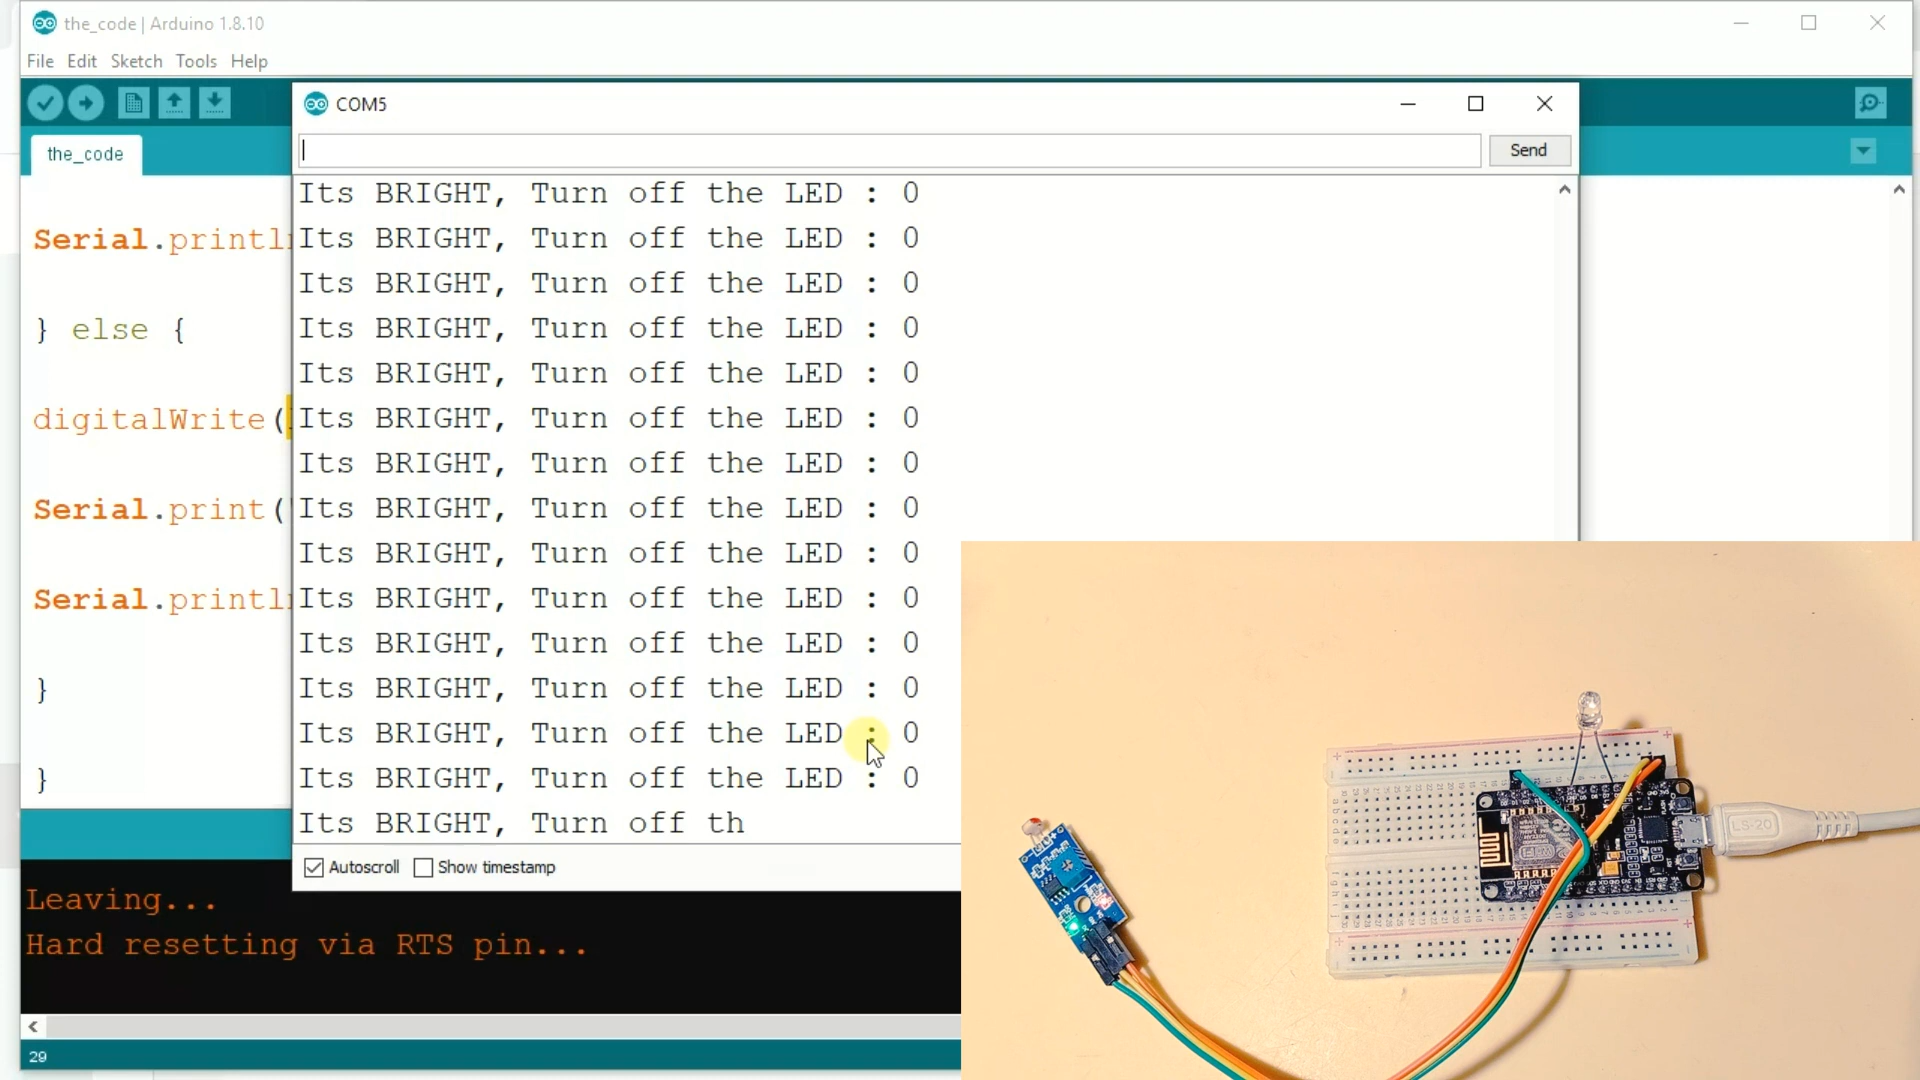 the_code | Arduino 1.8.10
File Edit Sketch Tools Help
COM5
the_code
Send
Its BRIGHT, Turn off the LED : 0
Serial.println
Its BRIGHT, Turn off the LED : 0
Its BRIGHT, Turn off the LED : 0
} else {
Its BRIGHT, Turn off the LED : 0
Its BRIGHT, Turn off the LED : 0
digitalWrite(
Its BRIGHT, Turn off the LED : 0
Its BRIGHT, Turn off the LED : 0
Serial.print(
Its BRIGHT, Turn off the LED : 0
Its BRIGHT, Turn off the LED : 0
Serial.println
Its BRIGHT, Turn off the LED : 0
Its BRIGHT, Turn off the LED : 0
}
Its BRIGHT, Turn off the LED : 0
Its BRIGHT, Turn off the LED : 0
}
Its BRIGHT, Turn off the LED : 0
Its BRIGHT, Turn off th
Autoscroll Show timestamp
Leaving...
Hard resetting via RTS pin...
29
LS-20